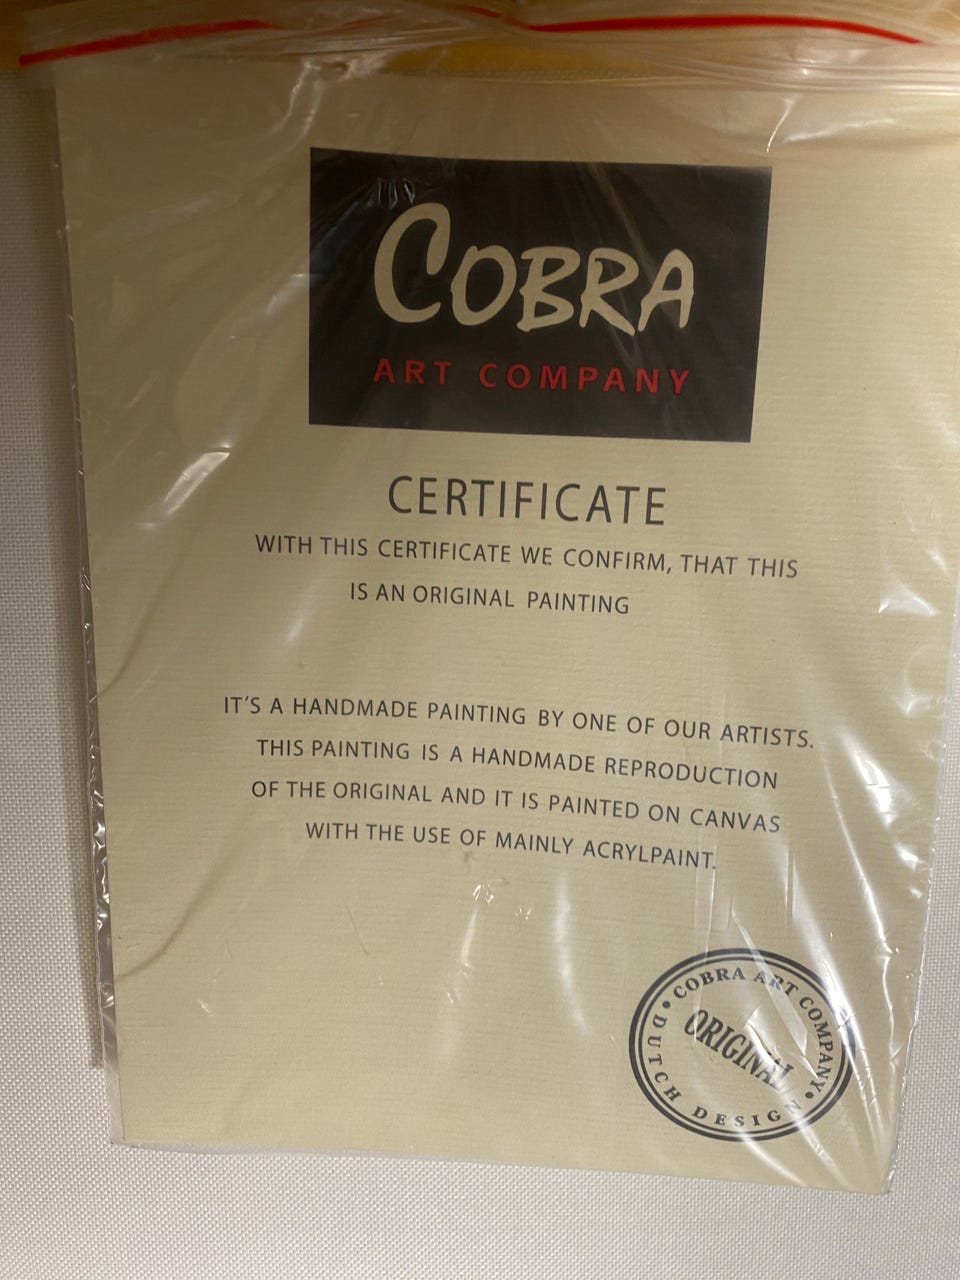 COBRA
ART COMPANY
CERTIFICATE
WITH THIS CERTIFICATE WE CONFIRM, THAT THIS
IS AN ORIGINAL PAINTING
IT'S A HANDMADE PAINTING BY ONE OF OUR ARTISTS.
THIS PAINTING IS A HANDMADE REPRODUCTION
OF THE ORIGINAL AND IT IS PAINTED ON CANVAS
WITH THE USE OF MAINLY ACRYLPAINT.
• COBRA ART COMPANY •
ORIGINAL
DUTCH DESIGN